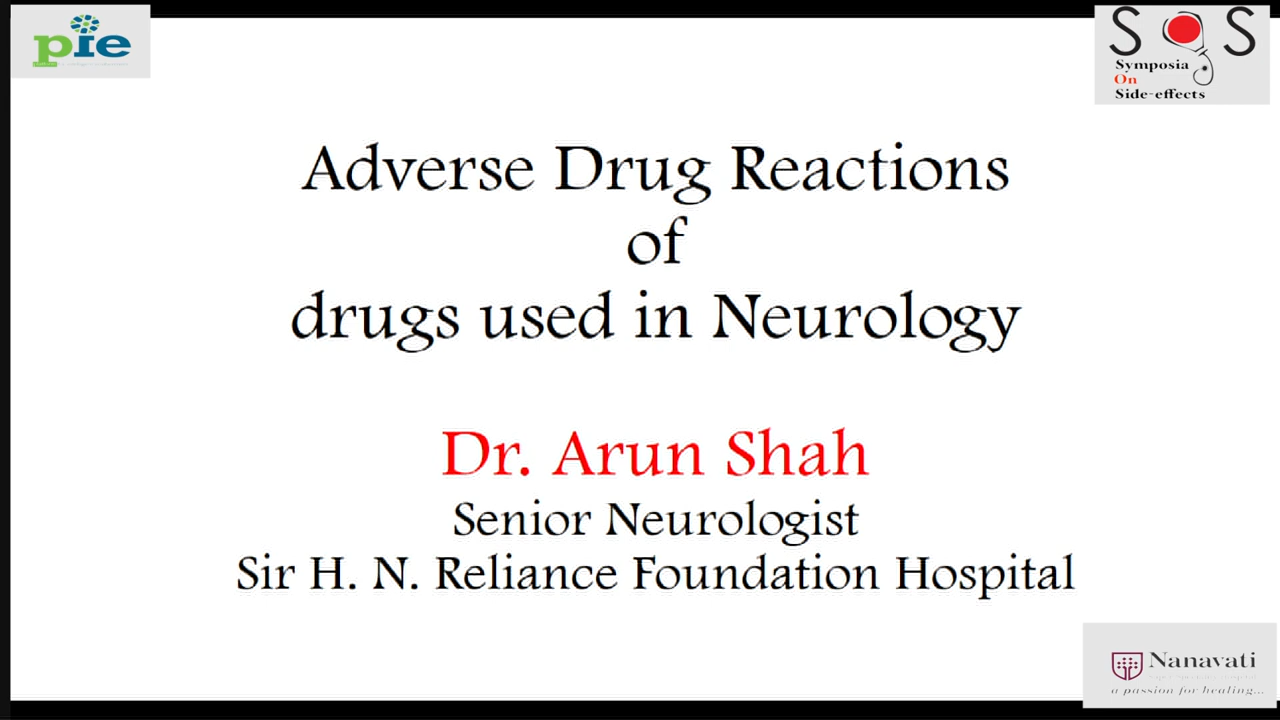 pie
SOS
Symposia
On
Side-effects
Adverse Drug Reactions
of
drugs used in Neurology
Dr. Arun Shah
Senior Neurologist
Sir H. N. Reliance Foundation Hospital
Nanavati
a passion for healing...